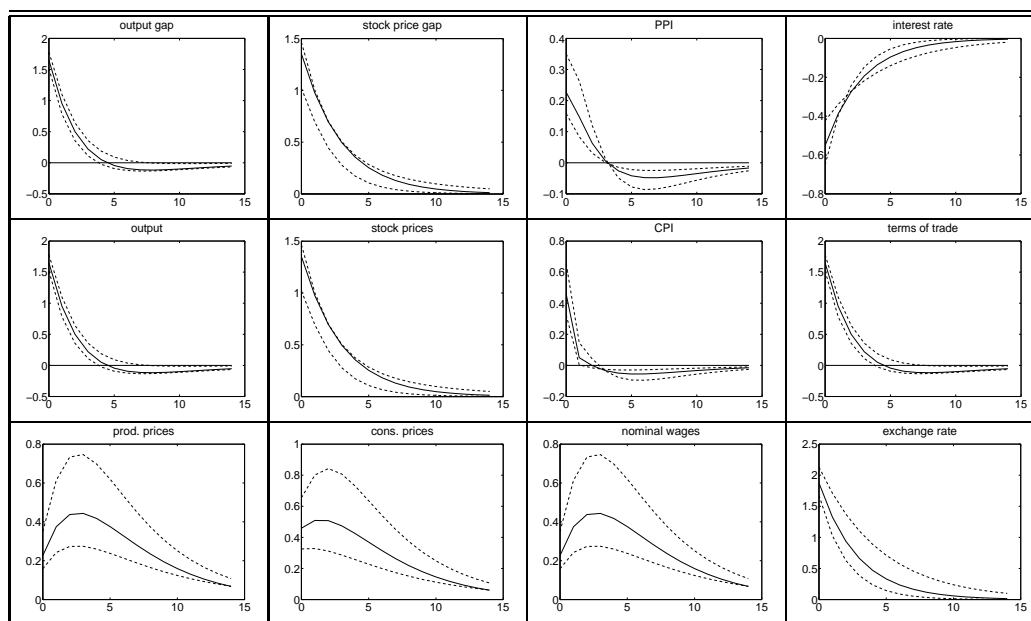 output gap
2
1.5
1
0.5
0
−0.5
0 5 10 15
stock price gap
1.5
1
0.5
0
0 5 10 15
PPI
0.4
0.3
0.2
0.1
0
−0.1
0 5 10 15
interest rate
0
−0.2
−0.4
−0.6
−0.8
0 5 10 15
output
2
1.5
1
0.5
0
−0.5
0 5 10 15
stock prices
1.5
1
0.5
0
0 5 10 15
CPI
0.8
0.6
0.4
0.2
0
−0.2
0 5 10 15
terms of trade
2
1.5
1
0.5
0
−0.5
0 5 10 15
prod. prices
0.8
0.6
0.4
0.2
0
0 5 10 15
cons. prices
1
0.8
0.6
0.4
0.2
0
0 5 10 15
nominal wages
0.8
0.6
0.4
0.2
0
0 5 10 15
exchange rate
2.5
2
1.5
1
0.5
0
0 5 10 15